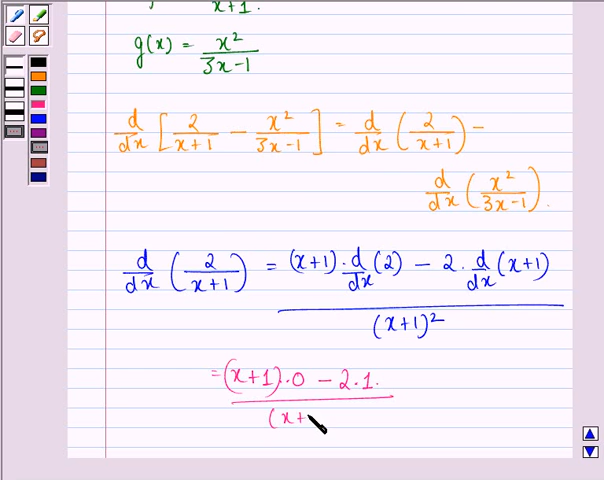 x+1.
g(x) = x²/(3x-1)
d/dx [2/(x+1) - x²/(3x-1)] = d/dx (2/(x+1)) -
d/dx (x²/(3x-1)).
d/dx (2/(x+1)) = ((x+1)·d/dx(2) - 2·d/dx(x+1))/(x+1)²
= ((x+1)·0 - 2·1.)/(x+